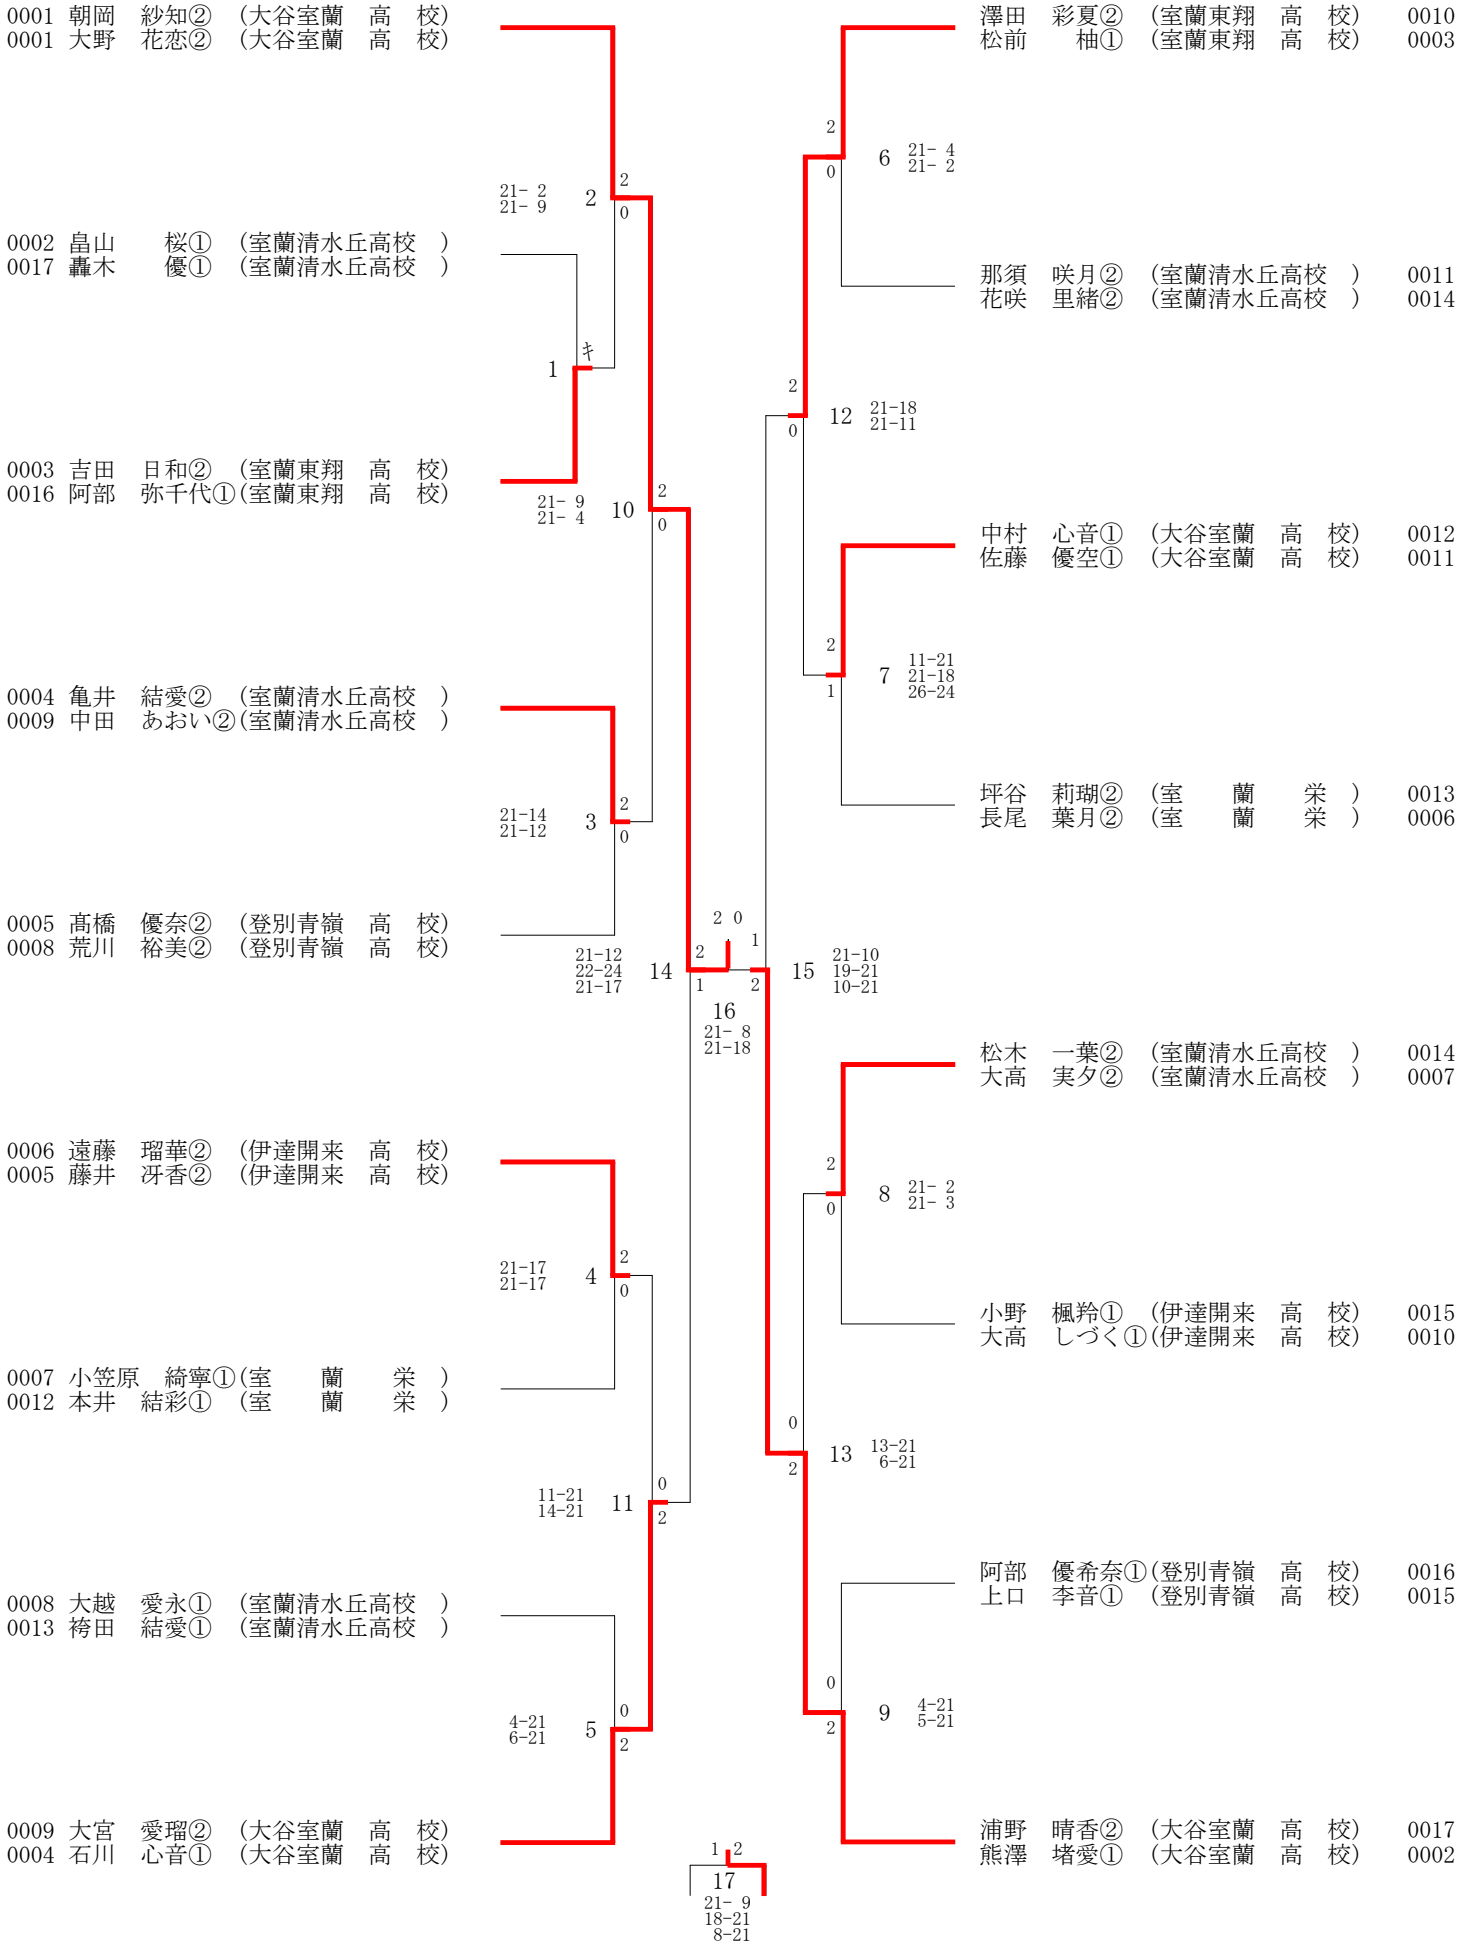 0001 朝岡　紗知②　(大谷室蘭　高　校)
0001 大野　花恋②　(大谷室蘭　高　校)
21- 2
21- 9
2
2
0
0002 畠山　　桜①　(室蘭清水丘高校　)
0017 轟木　　優①　(室蘭清水丘高校　)
1
キ
0003 吉田　日和②　(室蘭東翔　高　校)
0016 阿部　弥千代①(室蘭東翔　高　校)
21- 9
21- 4
10
2
0
0004 亀井　結愛②　(室蘭清水丘高校　)
0009 中田　あおい②(室蘭清水丘高校　)
21-14
21-12
3
2
0
0005 髙橋　優奈②　(登別青嶺　高　校)
0008 荒川　裕美②　(登別青嶺　高　校)
21-12
22-24
21-17
14
2
1
0006 遠藤　瑠華②　(伊達開来　高　校)
0005 藤井　冴香②　(伊達開来　高　校)
21-17
21-17
4
2
0
0007 小笠原　綺寧①(室　　蘭　　栄　)
0012 本井　結彩①　(室　　蘭　　栄　)
11-21
14-21
11
0
2
0008 大越　愛永①　(室蘭清水丘高校　)
0013 袴田　結愛①　(室蘭清水丘高校　)
4-21
6-21
5
0
2
0009 大宮　愛瑠②　(大谷室蘭　高　校)
0004 石川　心音①　(大谷室蘭　高　校)
2 0
16
21- 8
21-18
1 2
17
21- 9
18-21
8-21
澤田　彩夏②　(室蘭東翔　高　校)　0010
松前　　柚①　(室蘭東翔　高　校)　0003
2
0
6
21- 4
21- 2
那須　咲月②　(室蘭清水丘高校　)　0011
花咲　里緒②　(室蘭清水丘高校　)　0014
2
0
12
21-18
21-11
中村　心音①　(大谷室蘭　高　校)　0012
佐藤　優空①　(大谷室蘭　高　校)　0011
2
1
7
11-21
21-18
26-24
坪谷　莉瑚②　(室　　蘭　　栄　)　0013
長尾　葉月②　(室　　蘭　　栄　)　0006
1
2
15
21-10
19-21
10-21
松木　一葉②　(室蘭清水丘高校　)　0014
大高　実夕②　(室蘭清水丘高校　)　0007
2
0
8
21- 2
21- 3
小野　楓羚①　(伊達開来　高　校)　0015
大高　しづく①(伊達開来　高　校)　0010
0
2
13
13-21
6-21
阿部　優希奈①(登別青嶺　高　校)　0016
上口　李音①　(登別青嶺　高　校)　0015
0
2
9
4-21
5-21
浦野　晴香②　(大谷室蘭　高　校)　0017
熊澤　堵愛①　(大谷室蘭　高　校)　0002